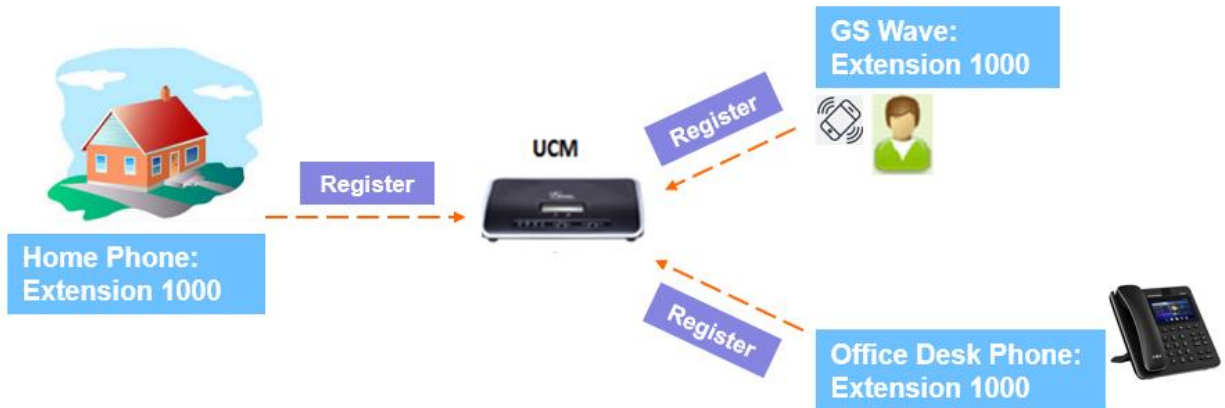 GS Wave:
Extension 1000
Register
UCM
Register
Home Phone:
Extension 1000
Register
Office Desk Phone:
Extension 1000